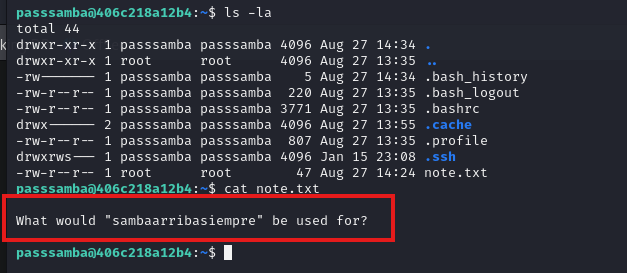 passsamba@406c218a12b4:~$ ls -la
total 44
drwxr-xr-x 1 passsamba passsamba 4096 Aug 27 14:34 .
drwxr-xr-x 1 root      root      4096 Aug 27 13:35 ..
-rw------- 1 passsamba passsamba    5 Aug 27 14:34 .bash_history
-rw-r--r-- 1 passsamba passsamba  220 Aug 27 13:35 .bash_logout
-rw-r--r-- 1 passsamba passsamba 3771 Aug 27 13:35 .bashrc
drwx------ 2 passsamba passsamba 4096 Aug 27 13:55 .cache
-rw-r--r-- 1 passsamba passsamba  807 Aug 27 13:35 .profile
drwxrws--- 1 passsamba passsamba 4096 Jan 15 23:08 .ssh
-rw-r--r-- 1 root      root        47 Aug 27 14:24 note.txt
passsamba@406c218a12b4:~$ cat note.txt
What would "sambaarribasiempre" be used for?
passsamba@406c218a12b4:~$